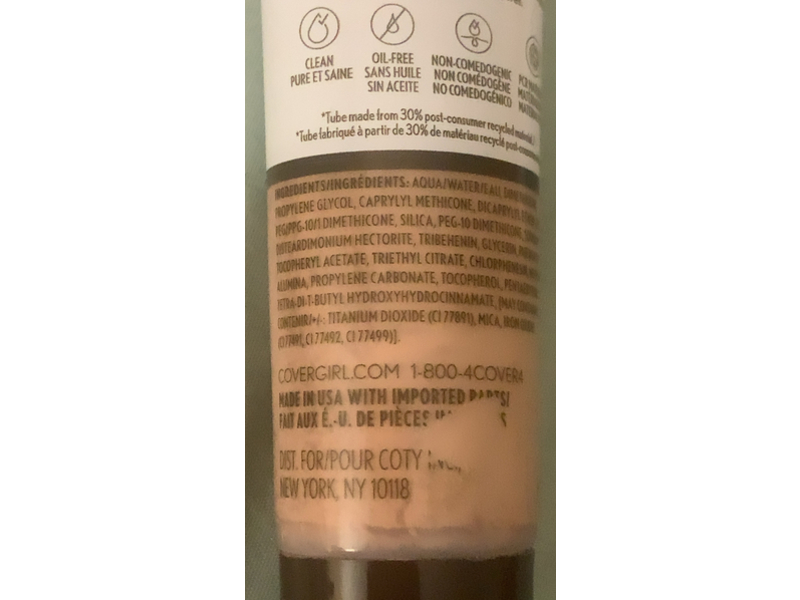 CLEAN
PURE ET SAINE
OIL-FREE
SANS HUILE
SIN ACEITE
NON-COMEDOGENIC
NON COMÉDOGÈNE
NO COMEDOGÉNICO
*Tube made from 30% post-consumer recycled material
*Tube fabriqué à partir de 30% de matériau recyclé
INGREDIENTS/INGRÉDIENTS: AQUA/WATER/EAU,
PROPYLENE GLYCOL, CAPRYLYL METHICONE,
PEG/PPG-10/1 DIMETHICONE, SILICA, PEG-10 DIMETHICONE,
DISTEARDIMONIUM HECTORITE, TRIBEHENIN, GLYCERIN,
TOCOPHERYL ACETATE, TRIETHYL CITRATE, CHLORPHENESIN,
ALUMINA, PROPYLENE CARBONATE, TOCOPHEROL,
TETRA-DI-T-BUTYL HYDROXYHYDROCINNAMATE, [MAY
CONTENIR/+/-: TITANIUM DIOXIDE (CI 77891), MICA, IRON
(CI 77491, CI 77492, CI 77499)].
COVERGIRL.COM 1-800-4COVER4
MADE IN USA WITH IMPORTED PARTS/
FAIT AUX É.-U. DE PIÈCES
DIST. FOR/POUR COTY
NEW YORK, NY 10118